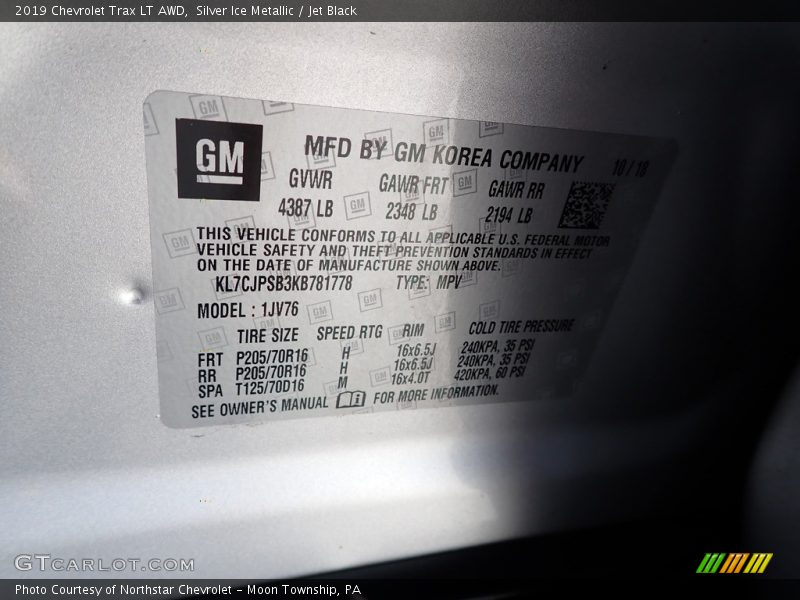 2019 Chevrolet Trax LT AWD,  Silver Ice Metallic / Jet Black
GM
MFD BY GM KOREA COMPANY 10 / 18
GVWR GAWR FRT GAWR RR
4387 LB 2348 LB 2194 LB
THIS VEHICLE CONFORMS TO ALL APPLICABLE U.S. FEDERAL MOTOR
VEHICLE SAFETY AND THEFT PREVENTION STANDARDS IN EFFECT
ON THE DATE OF MANUFACTURE SHOWN ABOVE.
KL7CJPSB3KB781778 TYPE: MPV
MODEL : 1JV76
TIRE SIZE SPEED RTG RIM COLD TIRE PRESSURE
FRT P205/70R16 H 16x6.5J 240KPA, 35 PSI
RR P205/70R16 H 16x6.5J 240KPA, 35 PSI
SPA T125/70D16 M 16x4.0T 420KPA, 60 PSI
SEE OWNER'S MANUAL FOR MORE INFORMATION.
GTCARLOT.COM
Photo Courtesy of Northstar Chevrolet – Moon Township, PA